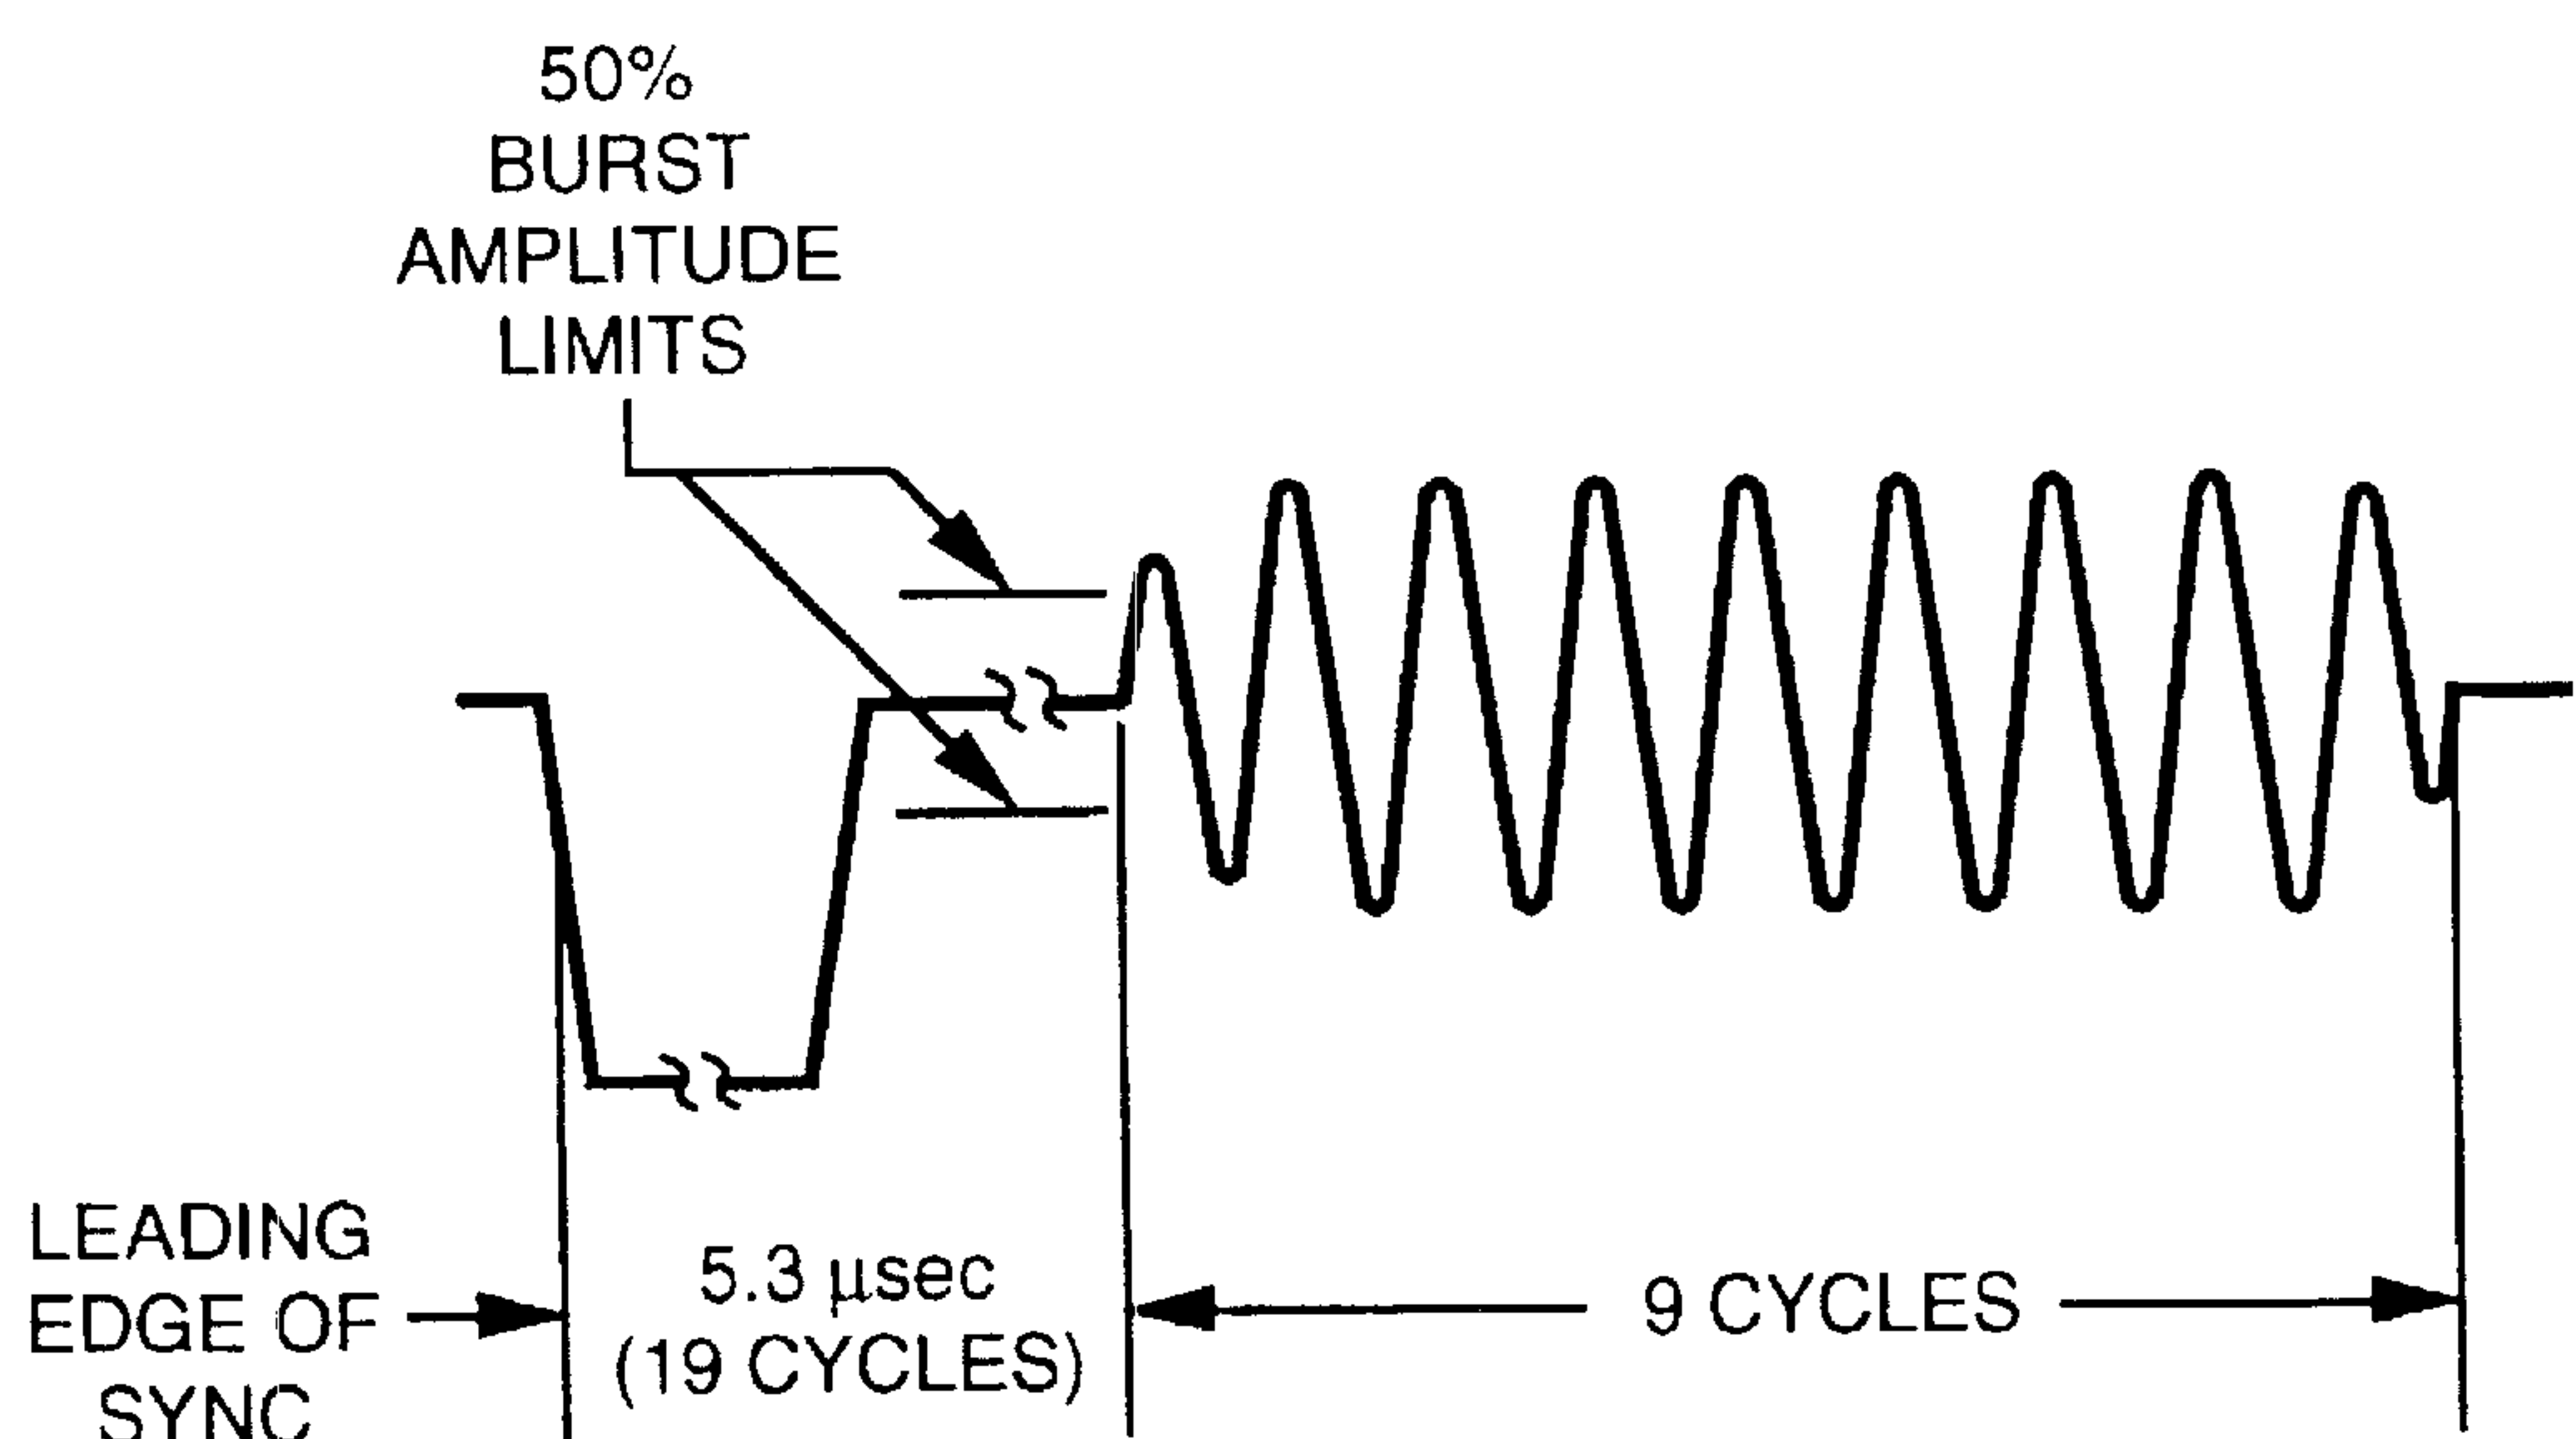 50%
BURST
AMPLITUDE
LIMITS
LEADING
EDGE OF
SYNC
5.3 μsec
(19 CYCLES)
9 CYCLES